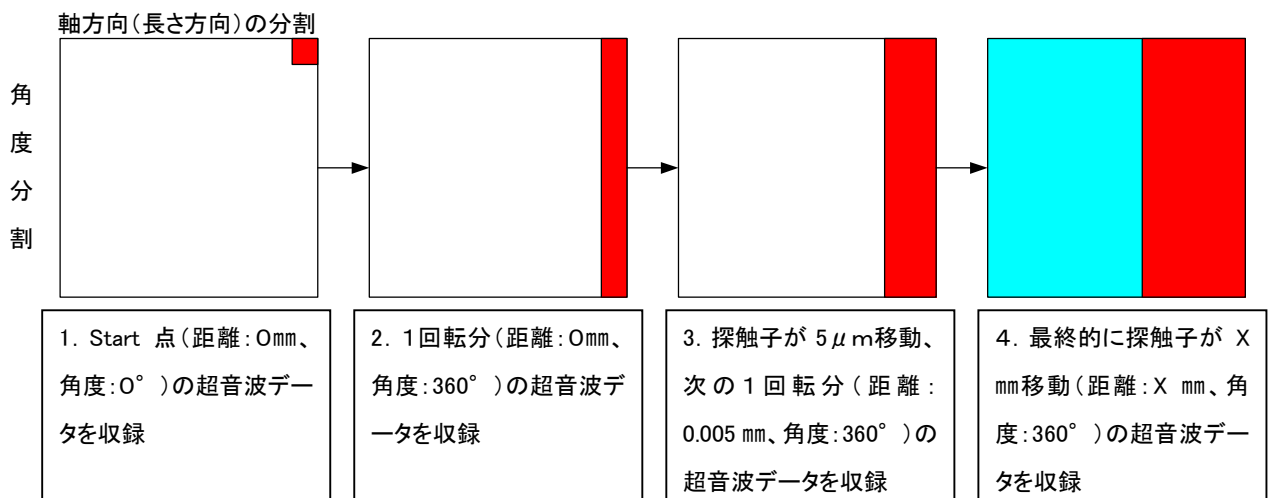 軸方向(長さ方向)の分割
角
度
分
割
1. Start 点(距離:0mm、
角度:0°)の超音波デー
タを収録
2. 1回転分(距離:0mm、
角度:360°)の超音波デ
ータを収録
3. 探触子が 5μm移動、
次の1回転分(距離:
0.005 ㎜、角度:360°)の
超音波データを収録
4. 最終的に探触子が X
㎜移動(距離:X ㎜、角
度:360°)の超音波デー
タを収録